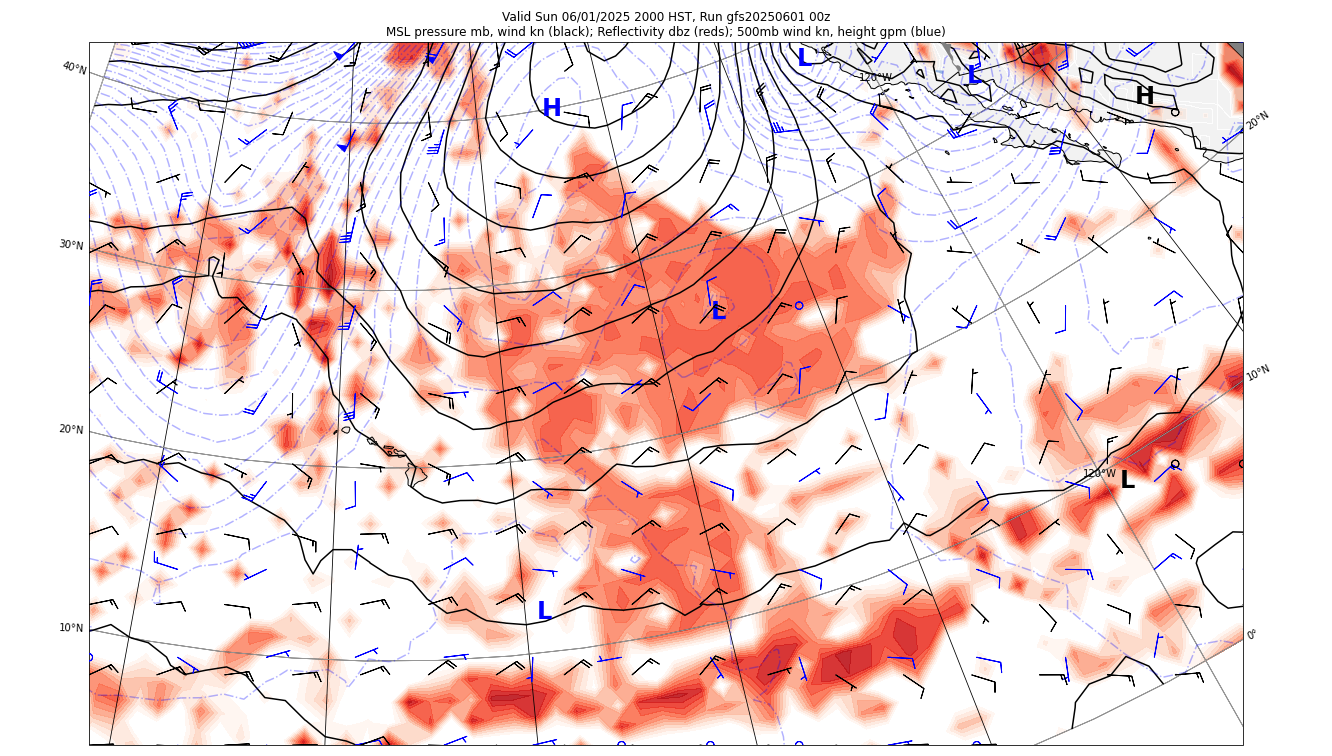 Valid Sun 06/01/2025 2000 HST, Run gfs20250601 00z
MSL pressure mb, wind kn (black); Reflectivity dbz (reds); 500mb wind kn, height gpm (blue)
L
40°N
120°W
L
H
H
20°N
30°N
L
10°N
20°N
120°W
L
L
10°N
0°